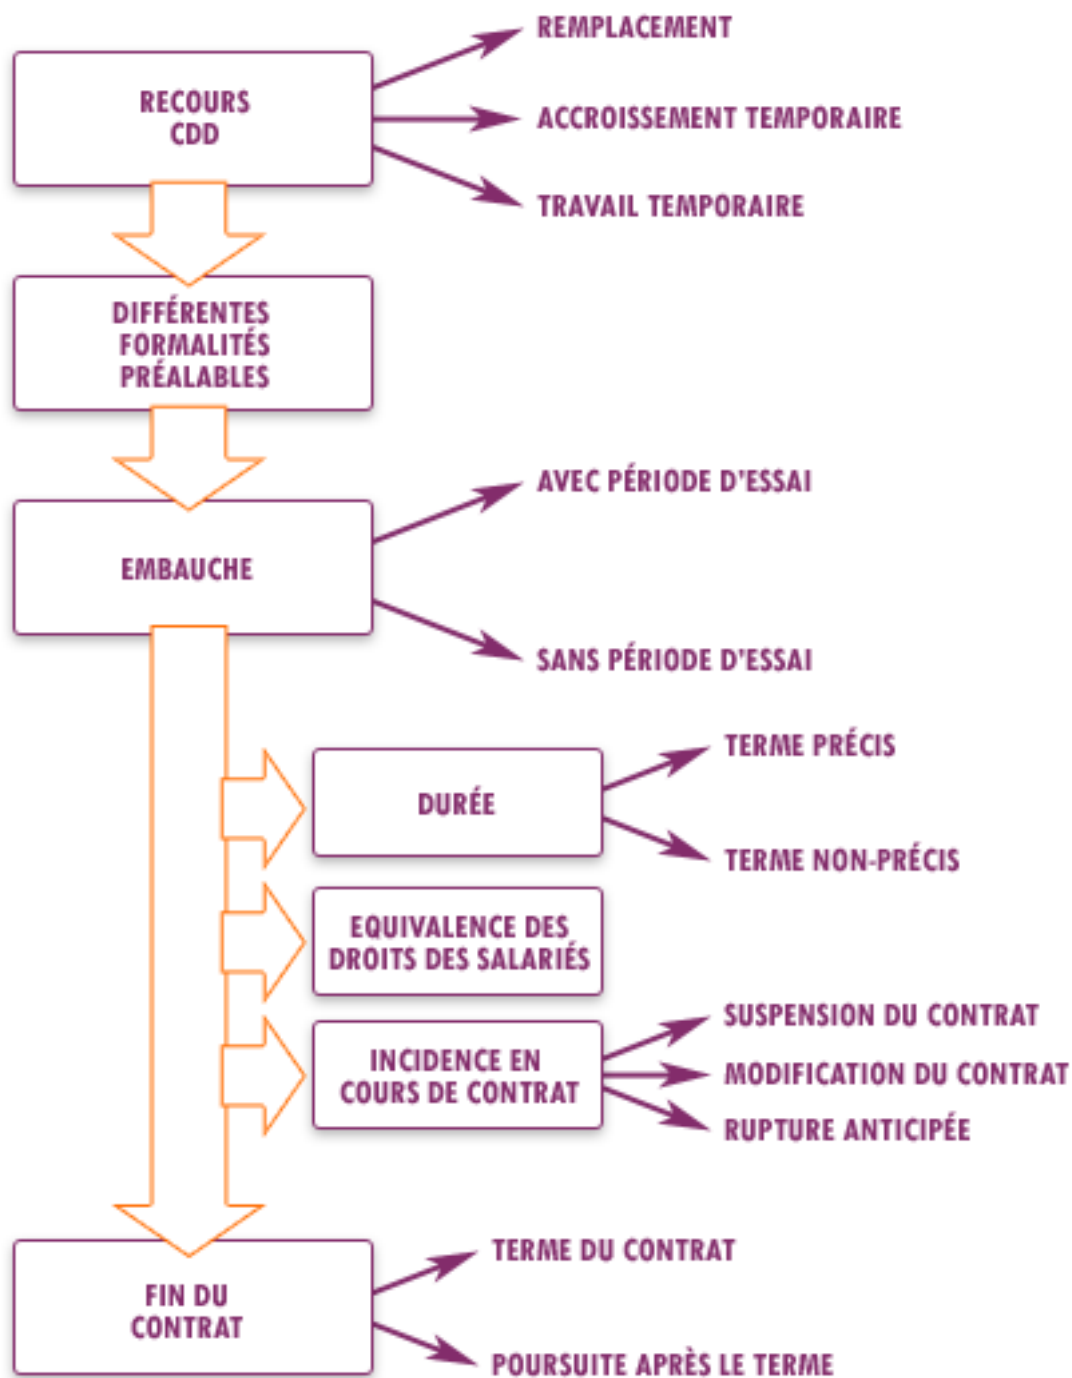 REMPLACEMENT
RECOURS
CDD
ACCROISSEMENT TEMPORAIRE
TRAVAIL TEMPORAIRE
DIFFÉRENTES
FORMALITÉS
PRÉALABLES
AVEC PÉRIODE D'ESSAI
EMBAUCHE
SANS PÉRIODE D'ESSAI
TERME PRÉCIS
DURÉE
TERME NON-PRÉCIS
EQUIVALENCE DES
DROITS DES SALARIÉS
SUSPENSION DU CONTRAT
INCIDENCE EN
COURS DE CONTRAT
MODIFICATION DU CONTRAT
RUPTURE ANTICIPÉE
TERME DU CONTRAT
FIN DU
CONTRAT
POURSUITE APRÈS LE TERME